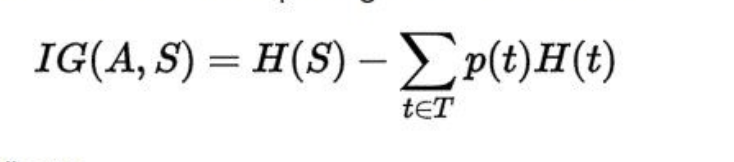 IG(A, S) = H(S) − ∑ p(t)H(t)
t∈T